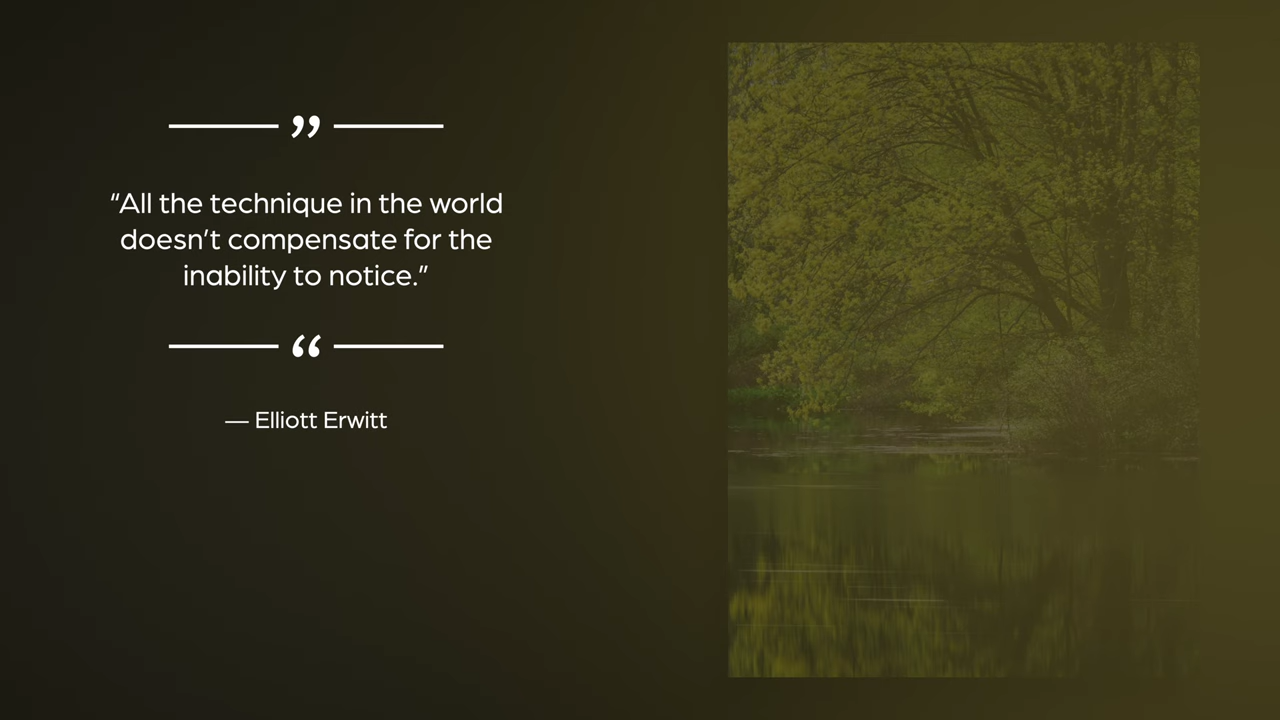 ”
“All the technique in the world
doesn’t compensate for the
inability to notice.”
“
— Elliott Erwitt